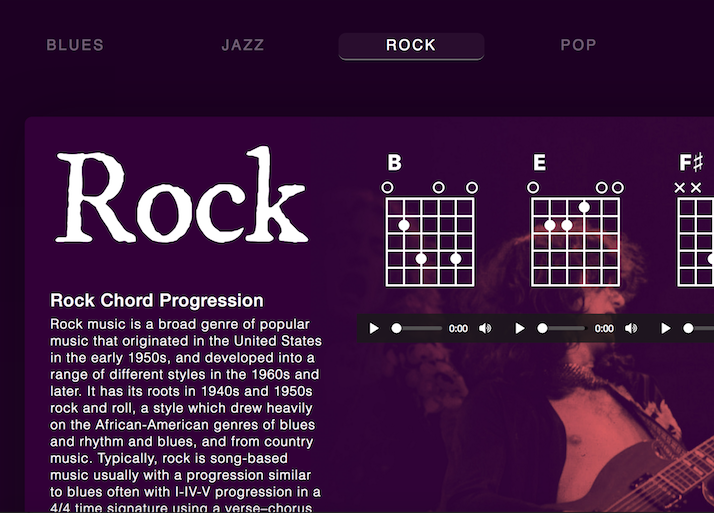 BLUES JAZZ ROCK POP
Rock
B E F♯
Rock Chord Progression
Rock music is a broad genre of popular
music that originated in the United States
in the early 1950s, and developed into a
range of different styles in the 1960s and
later. It has its roots in 1940s and 1950s
rock and roll, a style which drew heavily
on the African-American genres of blues
and rhythm and blues, and from country
music. Typically, rock is song-based
music usually with a progression similar
to blues often with I-IV-V progression in a
4/4 time signature using a verse–chorus
0:00 0:00